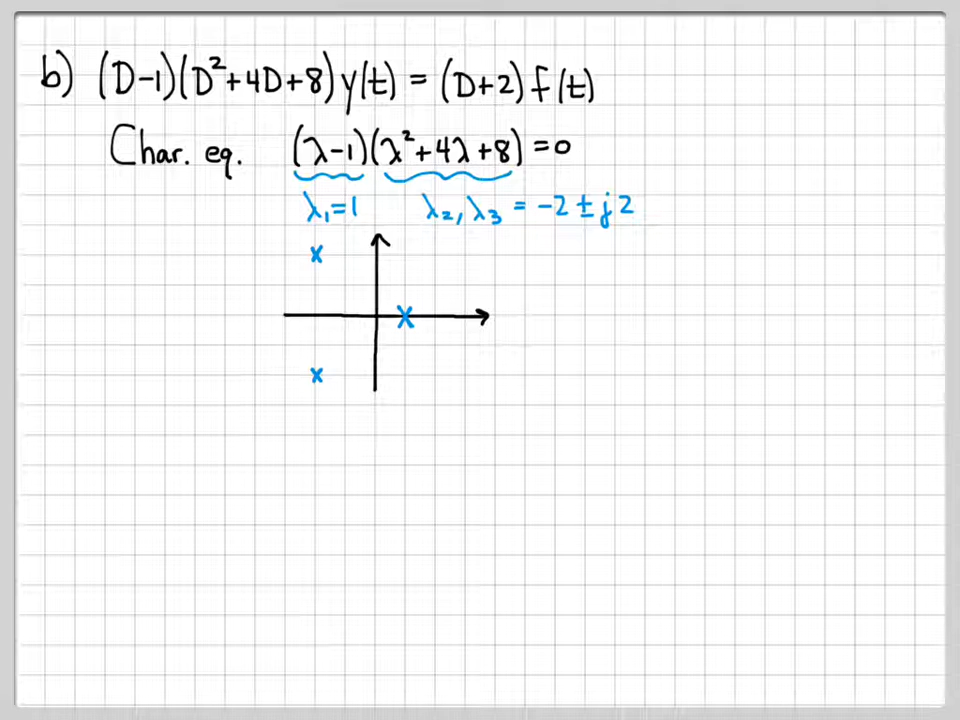 b) (D-1)(D²+4D+8)y(t) = (D+2)f(t)
Char. eq. (λ-1)(λ²+4λ+8) = 0
λ₁=1 λ₂, λ₃ = -2 ± j2